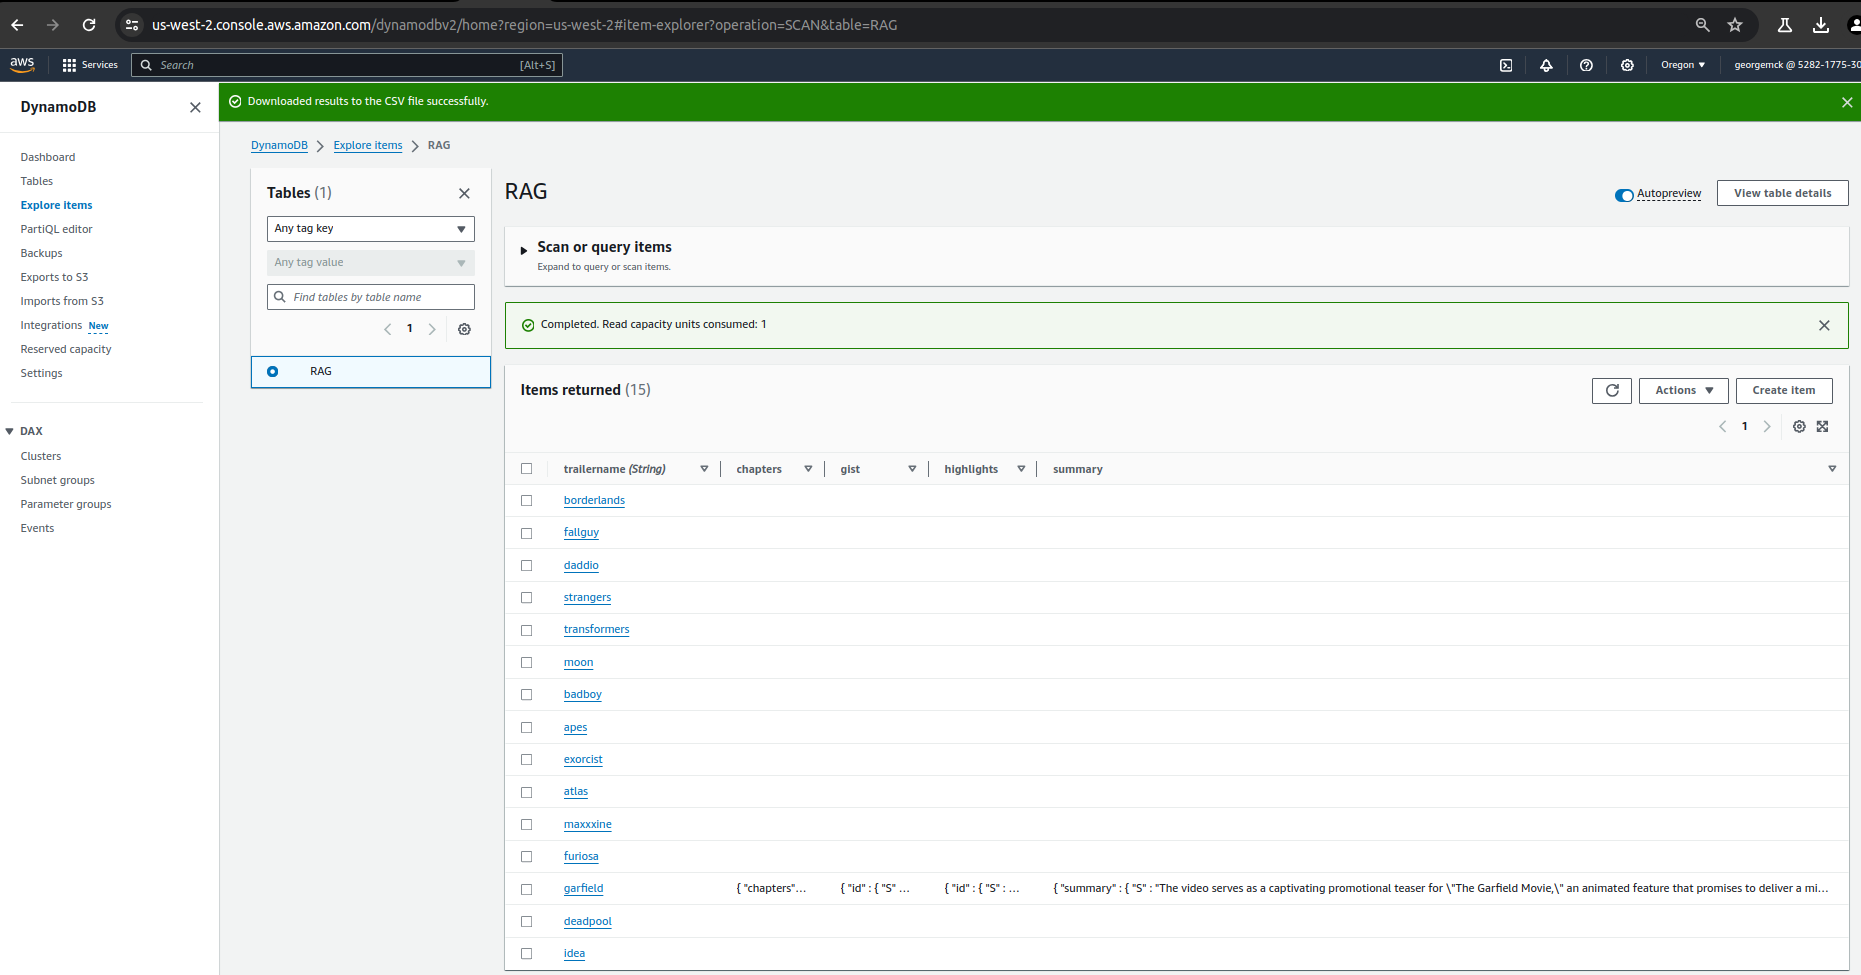 us-west-2.console.aws.amazon.com/dynamodbv2/home?region=us-west-2#item-explorer?operation=SCAN&table=RAG
aws Services Search [Alt+S] Oregon georgemck @ 5282-1775-30
DynamoDB
Dashboard
Tables
Explore items
PartiQL editor
Backups
Exports to S3
Imports from S3
Integrations New
Reserved capacity
Settings
DAX
Clusters
Subnet groups
Parameter groups
Events
Downloaded results to the CSV file successfully.
DynamoDB Explore items RAG
Tables (1)
Any tag key
Any tag value
Find tables by table name
1
RAG
RAG
Autopreview View table details
Scan or query items
Expand to query or scan items.
Completed. Read capacity units consumed: 1
Items returned (15)
Actions Create item
1
trailername (String) chapters gist highlights summary
borderlands
fallguy
daddio
strangers
transformers
moon
badboy
apes
exorcist
atlas
maxxxine
furiosa
garfield { "chapters"... { "id" : { "S" ... { "id" : { "S" : ... { "summary" : { "S" : "The video serves as a captivating promotional teaser for \"The Garfield Movie,\" an animated feature that promises to deliver a mi...
deadpool
idea